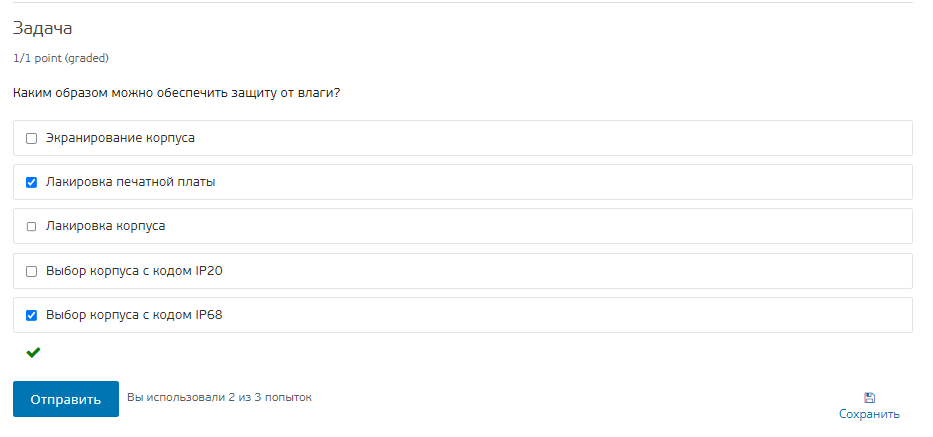 Задача
1/1 point (graded)
Каким образом можно обеспечить защиту от влаги?
Экранирование корпуса
Лакировка печатной платы
Лакировка корпуса
Выбор корпуса с кодом IP20
Выбор корпуса с кодом IP68
Отправить
Вы использовали 2 из 3 попыток
Сохранить